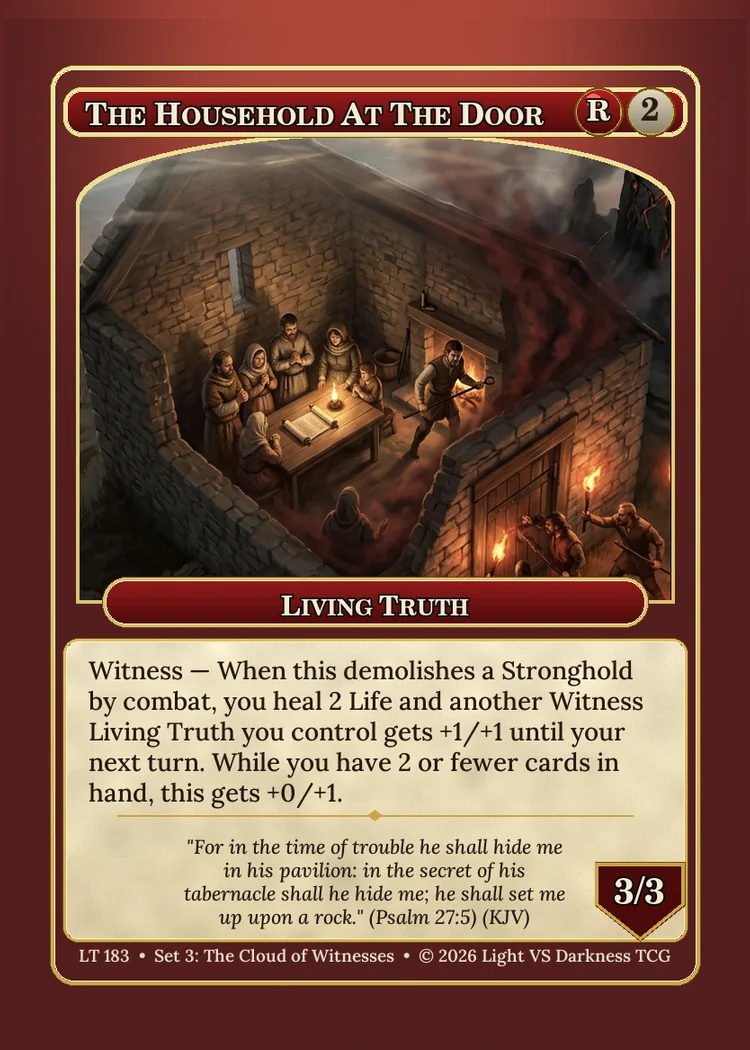 The Household At The Door R 2
Living Truth
Witness — When this demolishes a Stronghold
by combat, you heal 2 Life and another Witness
Living Truth you control gets +1/+1 until your
next turn. While you have 2 or fewer cards in
hand, this gets +0/+1.
"For in the time of trouble he shall hide me
in his pavilion: in the secret of his
tabernacle shall he hide me; he shall set me
up upon a rock." (Psalm 27:5) (KJV)
3/3
LT 183 • Set 3: The Cloud of Witnesses • © 2026 Light VS Darkness TCG